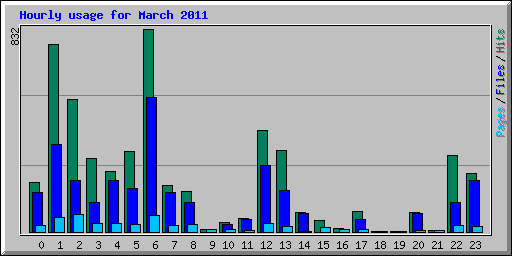 Hourly usage for March 2011
832
Pages / Files / Hits
0 1 2 3 4 5 6 7 8 9 10 11 12 13 14 15 16 17 18 19 20 21 22 23